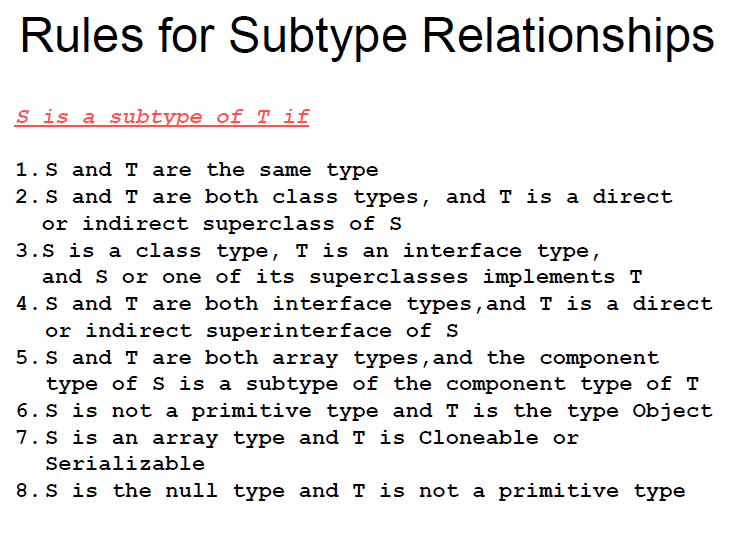 Rules for Subtype Relationships
S is a subtype of T if
1. S and T are the same type
2. S and T are both class types, and T is a direct
or indirect superclass of S
3.S is a class type, T is an interface type,
and S or one of its superclasses implements T
4. S and T are both interface types,and T is a direct
or indirect superinterface of S
5. S and T are both array types,and the component
type of S is a subtype of the component type of T
6. S is not a primitive type and T is the type Object
7. S is an array type and T is Cloneable or
Serializable
8. S is the null type and T is not a primitive type